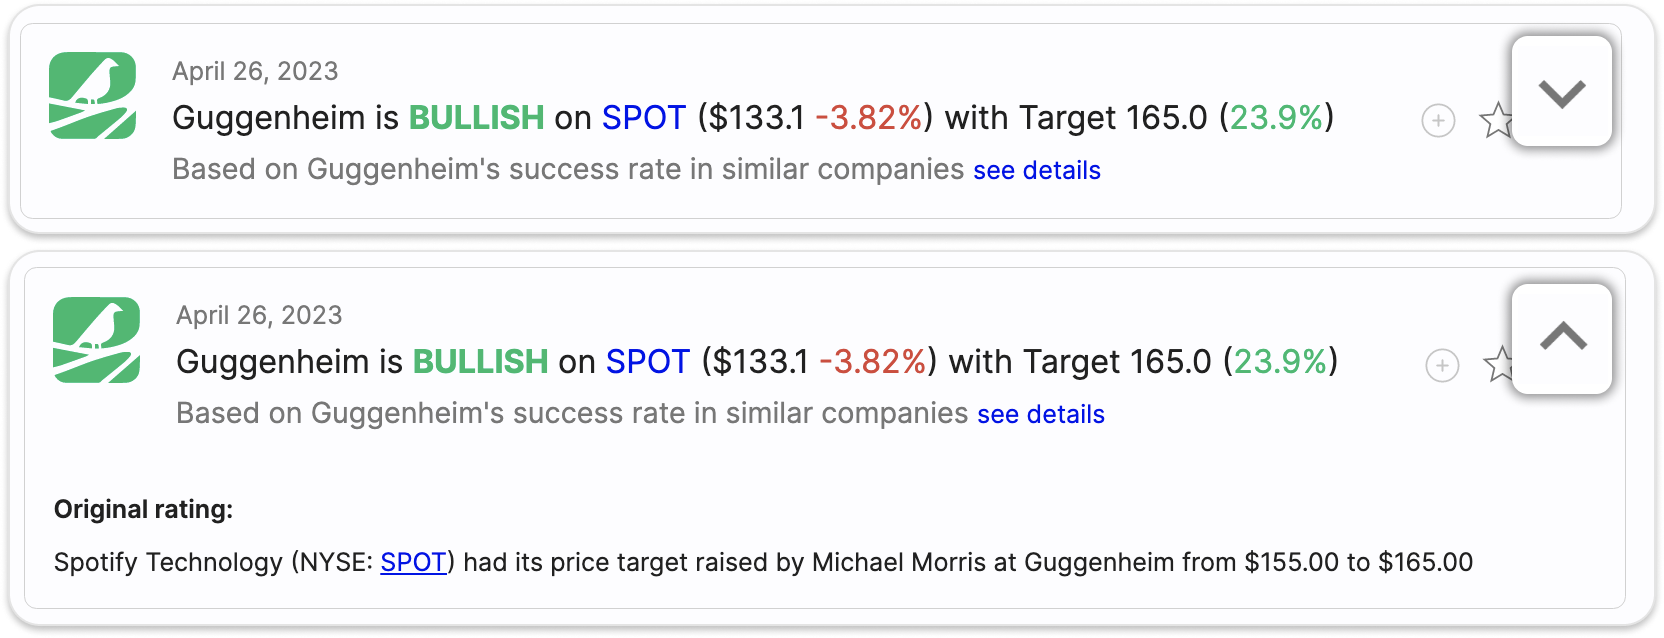 April 26, 2023
Guggenheim is BULLISH on SPOT ($133.1 -3.82%) with Target 165.0 (23.9%)
Based on Guggenheim's success rate in similar companies see details
April 26, 2023
Guggenheim is BULLISH on SPOT ($133.1 -3.82%) with Target 165.0 (23.9%)
Based on Guggenheim's success rate in similar companies see details
Original rating:
Spotify Technology (NYSE: SPOT) had its price target raised by Michael Morris at Guggenheim from $155.00 to $165.00